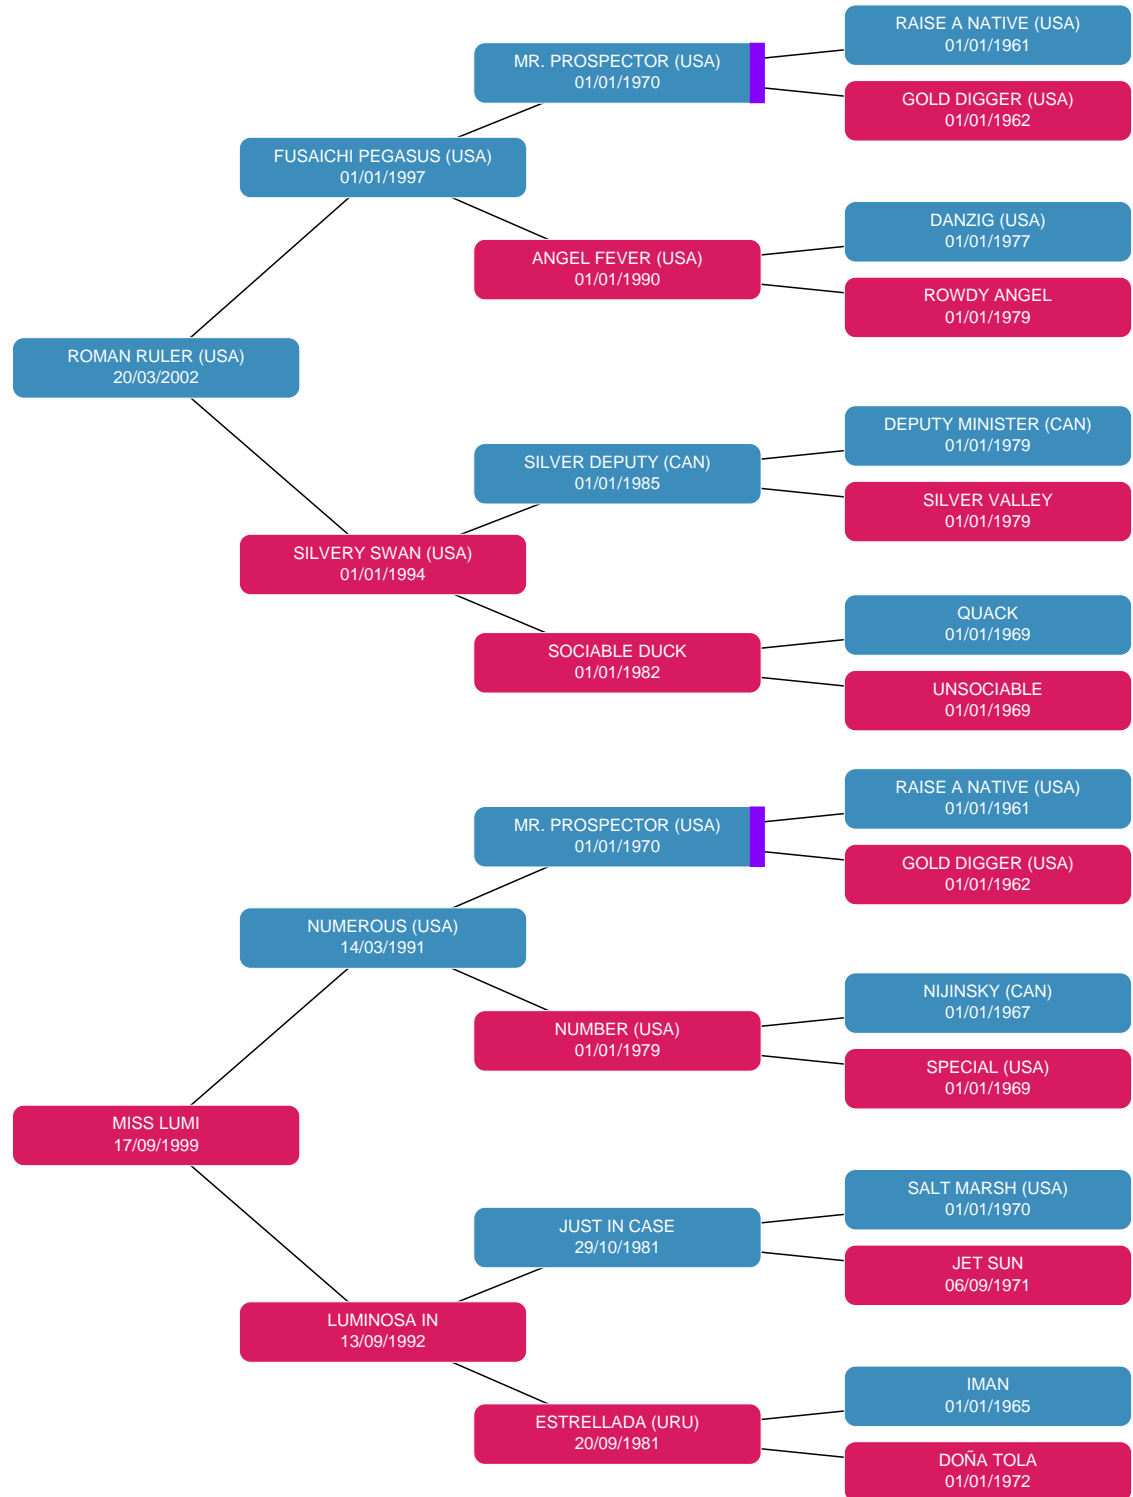 RAISE A NATIVE (USA)
01/01/1961
MR. PROSPECTOR (USA)
01/01/1970
GOLD DIGGER (USA)
01/01/1962
FUSAICHI PEGASUS (USA)
01/01/1997
DANZIG (USA)
01/01/1977
ANGEL FEVER (USA)
01/01/1990
ROWDY ANGEL
01/01/1979
ROMAN RULER (USA)
20/03/2002
DEPUTY MINISTER (CAN)
01/01/1979
SILVER DEPUTY (CAN)
01/01/1985
SILVER VALLEY
01/01/1979
SILVERY SWAN (USA)
01/01/1994
QUACK
01/01/1969
SOCIABLE DUCK
01/01/1982
UNSOCIABLE
01/01/1969
RAISE A NATIVE (USA)
01/01/1961
MR. PROSPECTOR (USA)
01/01/1970
GOLD DIGGER (USA)
01/01/1962
NUMEROUS (USA)
14/03/1991
NIJINSKY (CAN)
01/01/1967
NUMBER (USA)
01/01/1979
SPECIAL (USA)
01/01/1969
MISS LUMI
17/09/1999
SALT MARSH (USA)
01/01/1970
JUST IN CASE
29/10/1981
JET SUN
06/09/1971
LUMINOSA IN
13/09/1992
IMAN
01/01/1965
ESTRELLADA (URU)
20/09/1981
DOÑA TOLA
01/01/1972